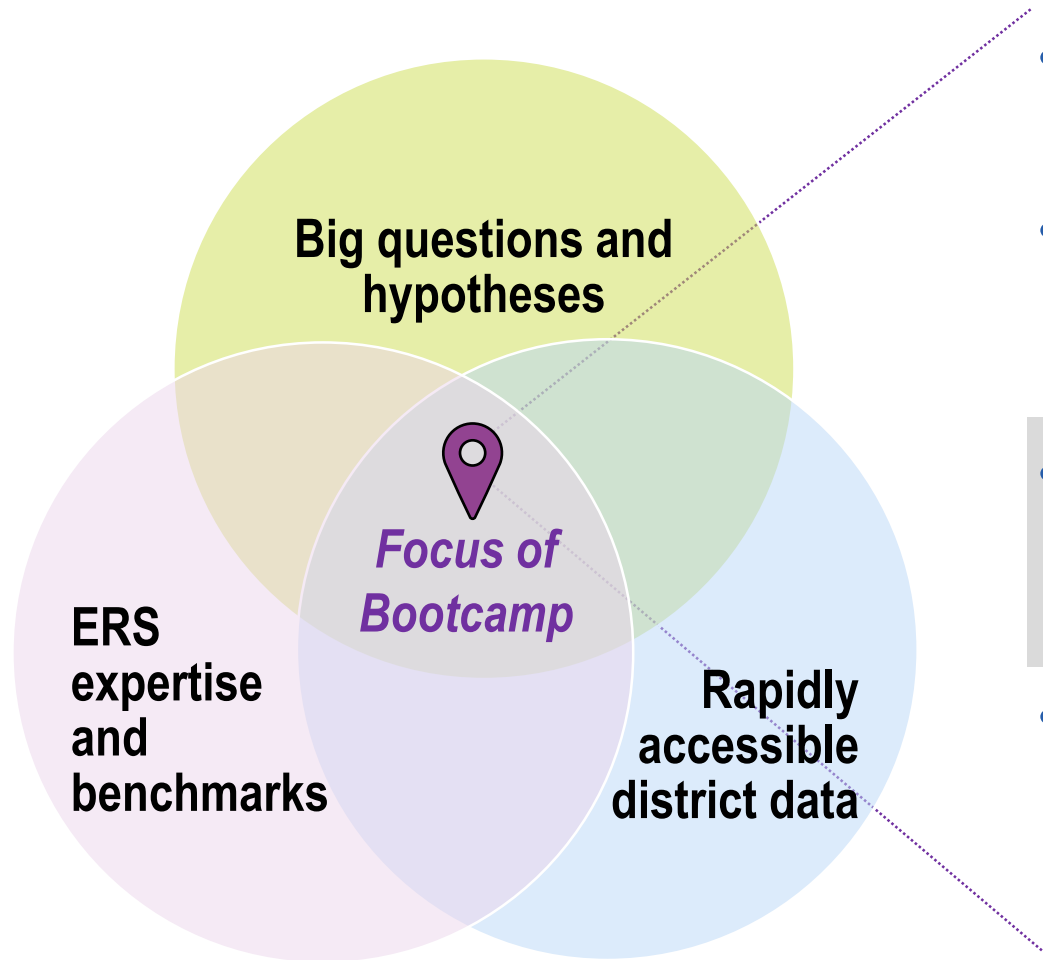 Big questions and
hypotheses
Focus of
Bootcamp
ERS
expertise
and
benchmarks
Rapidly
accessible
district data